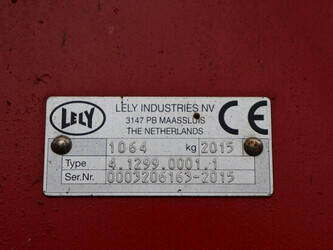 LELY
LELY INDUSTRIES NV
3147 PB MAASSLUIS
THE NETHERLANDS
CE
1064 kg 2015
Type 4.1299.0001.1
Ser.Nr. 0003206163-2015